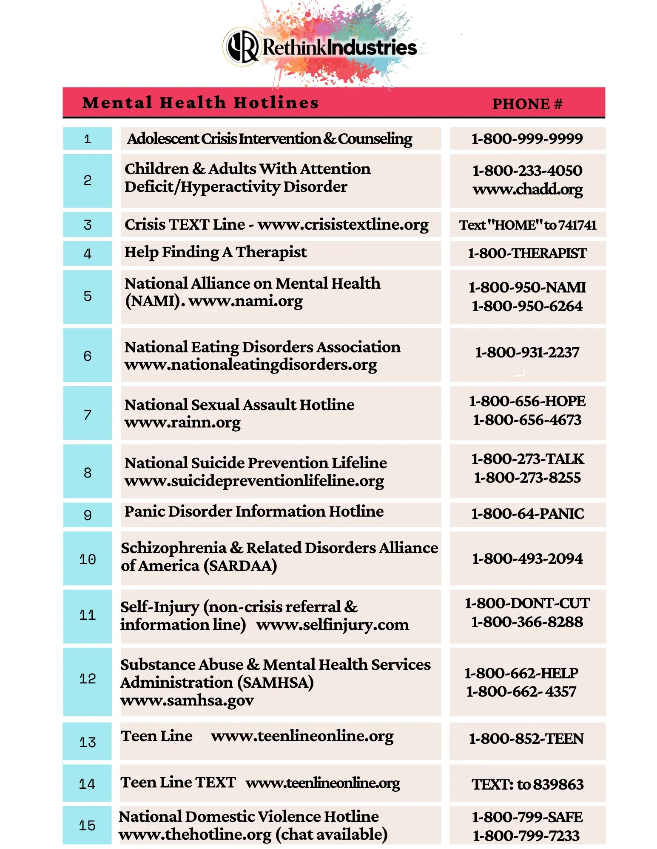 RethinkIndustries
Mental Health Hotlines PHONE #
1 Adolescent Crisis Intervention & Counseling 1-800-999-9999
2 Children & Adults With Attention
Deficit/Hyperactivity Disorder
1-800-233-4050
www.chadd.org
3 Crisis TEXT Line - www.crisistextline.org Text "HOME" to 741741
4 Help Finding A Therapist 1-800-THERAPIST
5 National Alliance on Mental Health
(NAMI). www.nami.org
1-800-950-NAMI
1-800-950-6264
6 National Eating Disorders Association
www.nationaleatingdisorders.org
1-800-931-2237
7 National Sexual Assault Hotline
www.rainn.org
1-800-656-HOPE
1-800-656-4673
8 National Suicide Prevention Lifeline
www.suicidepreventionlifeline.org
1-800-273-TALK
1-800-273-8255
9 Panic Disorder Information Hotline 1-800-64-PANIC
10 Schizophrenia & Related Disorders Alliance
of America (SARDAA)
1-800-493-2094
11 Self-Injury (non-crisis referral &
information line) www.selfinjury.com
1-800-DONT-CUT
1-800-366-8288
12 Substance Abuse & Mental Health Services
Administration (SAMHSA)
www.samhsa.gov
1-800-662-HELP
1-800-662- 4357
13 Teen Line www.teenlineonline.org 1-800-852-TEEN
14 Teen Line TEXT www.teenlineonline.org TEXT: to 839863
15 National Domestic Violence Hotline
www.thehotline.org (chat available)
1-800-799-SAFE
1-800-799-7233